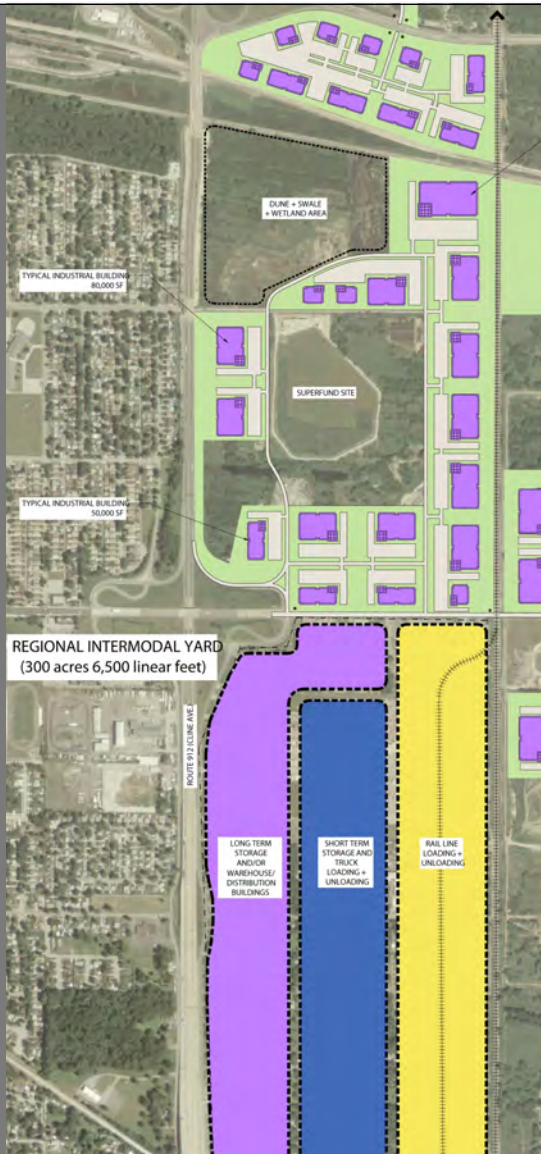 DUNE + SWALE
+ WETLAND AREA
TYPICAL INDUSTRIAL BUILDING
80,000 SF
SUPERFUND SITE
TYPICAL INDUSTRIAL BUILDING
50,000 SF
REGIONAL INTERMODAL YARD
(300 acres 6,500 linear feet)
ROUTE 912 (CLINE AVE.)
LONG TERM
STORAGE
AND/OR
WAREHOUSE/
DISTRIBUTION
BUILDINGS
SHORT TERM
STORAGE AND
TRUCK
LOADING +
UNLOADING
RAIL LINE
LOADING +
UNLOADING